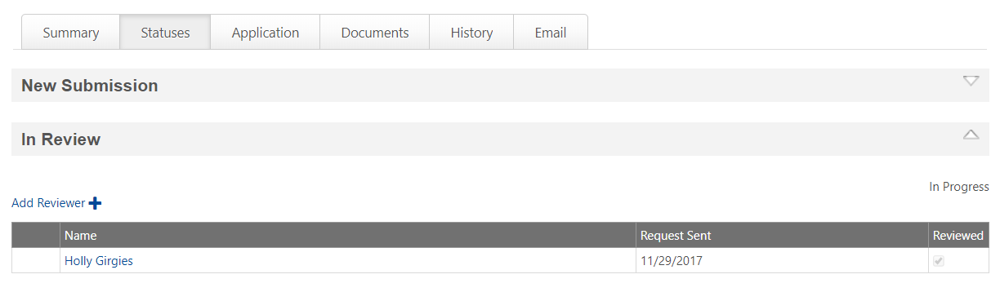 Summary Statuses Application Documents History Email
New Submission
In Review
In Progress
Add Reviewer
Name Request Sent Reviewed
Holly Girgies 11/29/2017